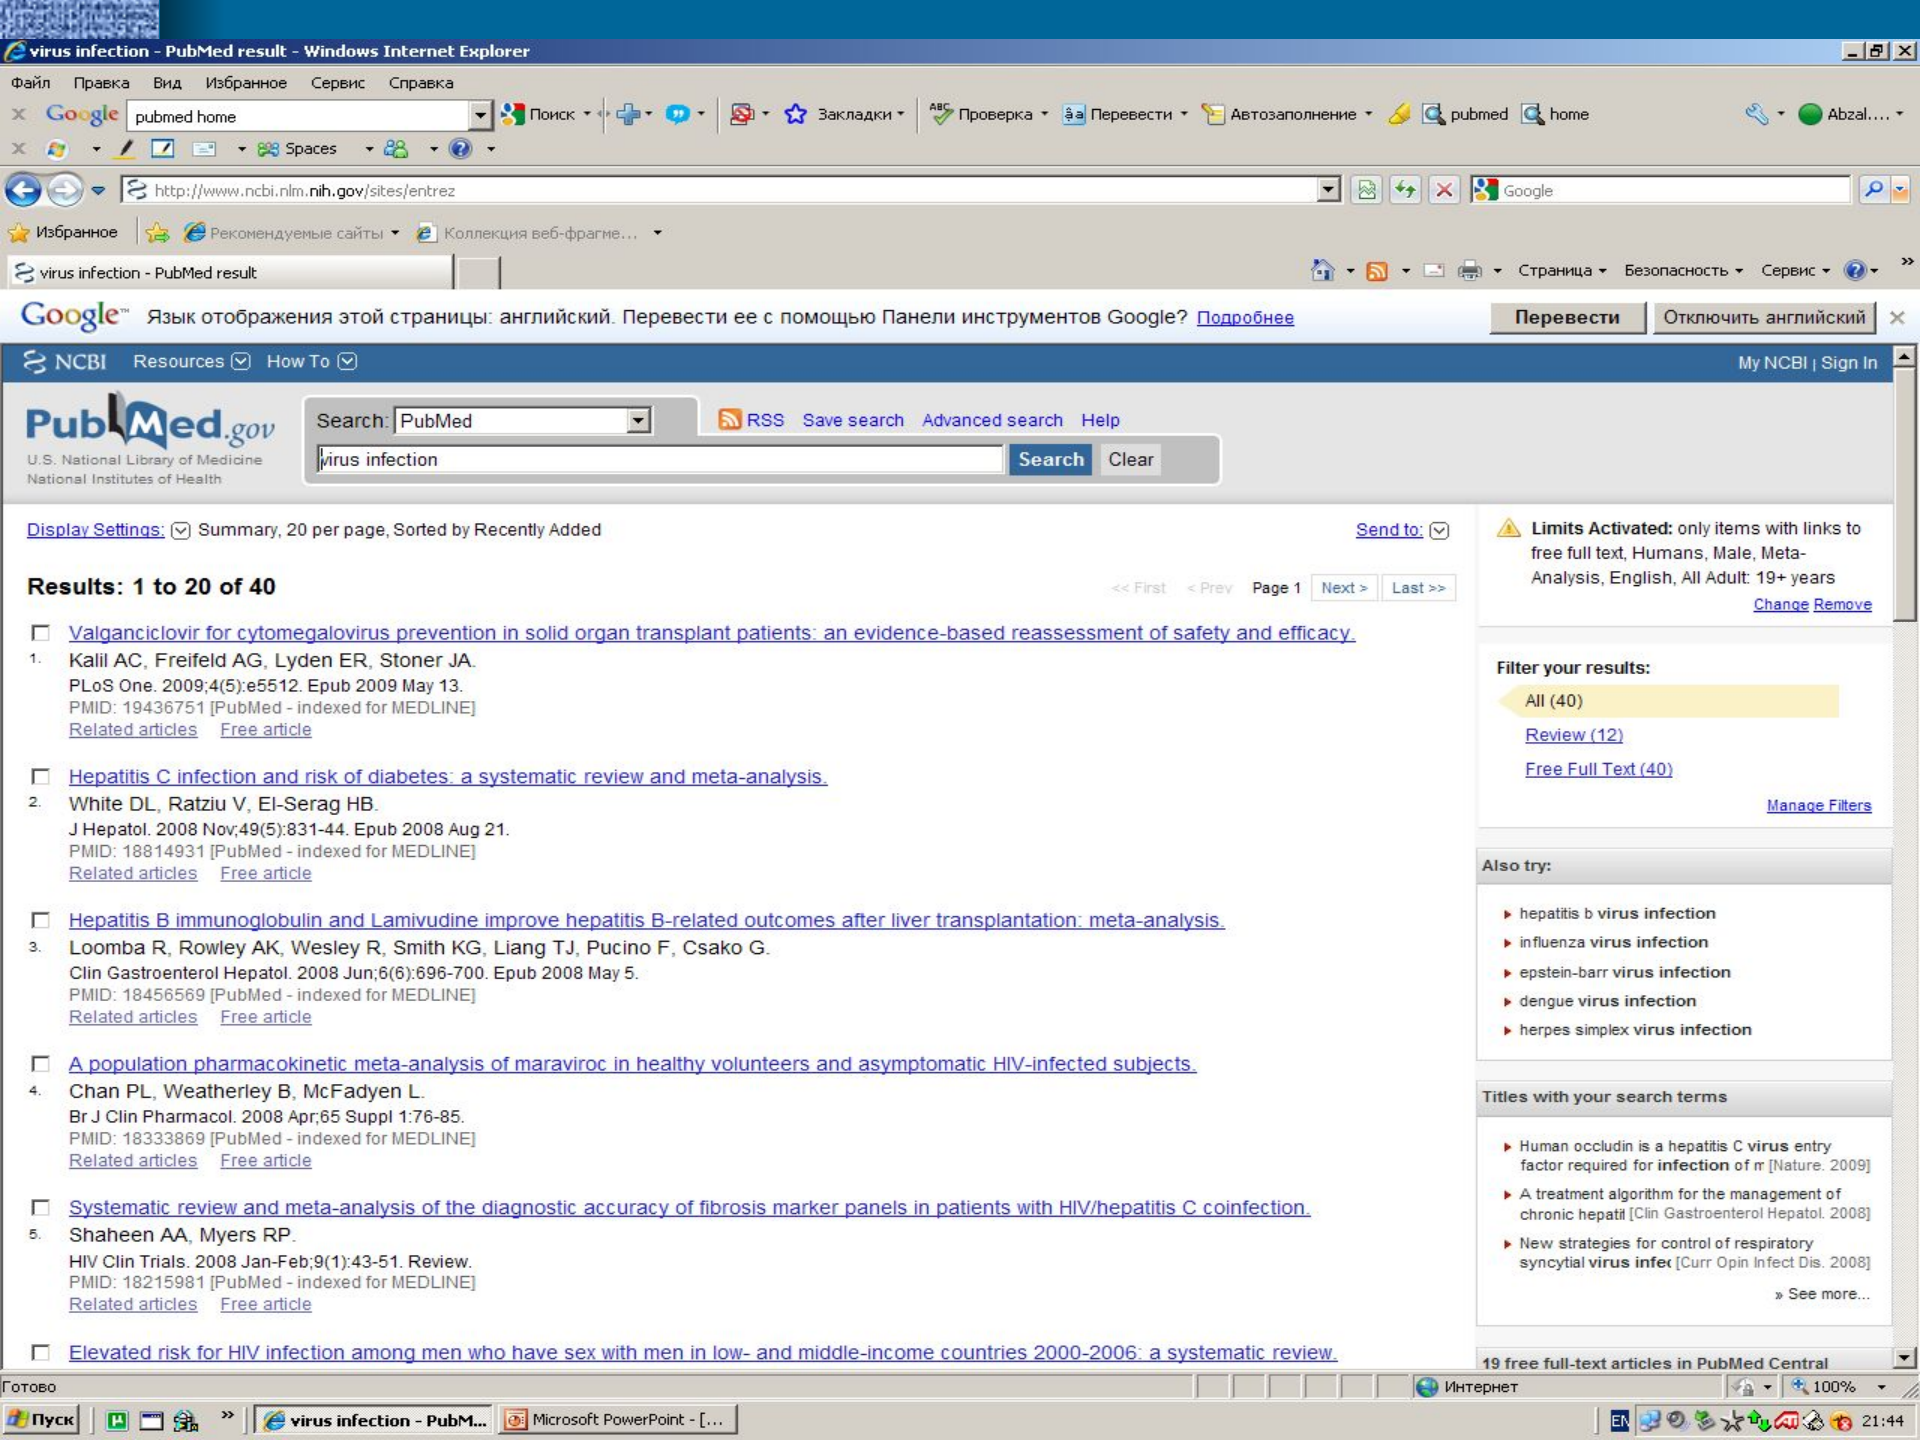 virus infection - PubMed result - Windows Internet Explorer
Файл Правка Вид Избранное Сервис Справка
Google pubmed home Поиск Закладки Проверка Перевести Автозаполнение pubmed home Abzal....
Spaces
http://www.ncbi.nlm.nih.gov/sites/entrez Google
Избранное Рекомендуемые сайты Коллекция веб-фрагме...
virus infection - PubMed result Страница Безопасность Сервис
Google™ Язык отображения этой страницы: английский. Перевести ее с помощью Панели инструментов Google? Подробнее Перевести Отключить английский
NCBI Resources How To My NCBI | Sign In
PubMed.gov
U.S. National Library of Medicine
National Institutes of Health
Search: PubMed RSS Save search Advanced search Help
virus infection Search Clear
Display Settings: Summary, 20 per page, Sorted by Recently Added Send to:
Results: 1 to 20 of 40 << First < Prev Page 1 Next > Last >>
Valganciclovir for cytomegalovirus prevention in solid organ transplant patients: an evidence-based reassessment of safety and efficacy.
1. Kalil AC, Freifeld AG, Lyden ER, Stoner JA.
PLoS One. 2009;4(5):e5512. Epub 2009 May 13.
PMID: 19436751 [PubMed - indexed for MEDLINE]
Related articles Free article
Hepatitis C infection and risk of diabetes: a systematic review and meta-analysis.
2. White DL, Ratziu V, El-Serag HB.
J Hepatol. 2008 Nov;49(5):831-44. Epub 2008 Aug 21.
PMID: 18814931 [PubMed - indexed for MEDLINE]
Related articles Free article
Hepatitis B immunoglobulin and Lamivudine improve hepatitis B-related outcomes after liver transplantation: meta-analysis.
3. Loomba R, Rowley AK, Wesley R, Smith KG, Liang TJ, Pucino F, Csako G.
Clin Gastroenterol Hepatol. 2008 Jun;6(6):696-700. Epub 2008 May 5.
PMID: 18456569 [PubMed - indexed for MEDLINE]
Related articles Free article
A population pharmacokinetic meta-analysis of maraviroc in healthy volunteers and asymptomatic HIV-infected subjects.
4. Chan PL, Weatherley B, McFadyen L.
Br J Clin Pharmacol. 2008 Apr;65 Suppl 1:76-85.
PMID: 18333869 [PubMed - indexed for MEDLINE]
Related articles Free article
Systematic review and meta-analysis of the diagnostic accuracy of fibrosis marker panels in patients with HIV/hepatitis C coinfection.
5. Shaheen AA, Myers RP.
HIV Clin Trials. 2008 Jan-Feb;9(1):43-51. Review.
PMID: 18215981 [PubMed - indexed for MEDLINE]
Related articles Free article
Elevated risk for HIV infection among men who have sex with men in low- and middle-income countries 2000-2006: a systematic review.
Limits Activated: only items with links to
free full text, Humans, Male, Meta-
Analysis, English, All Adult: 19+ years
Change Remove
Filter your results:
All (40)
Review (12)
Free Full Text (40)
Manage Filters
Also try:
hepatitis b virus infection
influenza virus infection
epstein-barr virus infection
dengue virus infection
herpes simplex virus infection
Titles with your search terms
Human occludin is a hepatitis C virus entry
factor required for infection of m [Nature. 2009]
A treatment algorithm for the management of
chronic hepatit [Clin Gastroenterol Hepatol. 2008]
New strategies for control of respiratory
syncytial virus infec [Curr Opin Infect Dis. 2008]
» See more...
19 free full-text articles in PubMed Central
Готово Интернет 100%
Пуск virus infection - PubM... Microsoft PowerPoint - [... EN 21:44